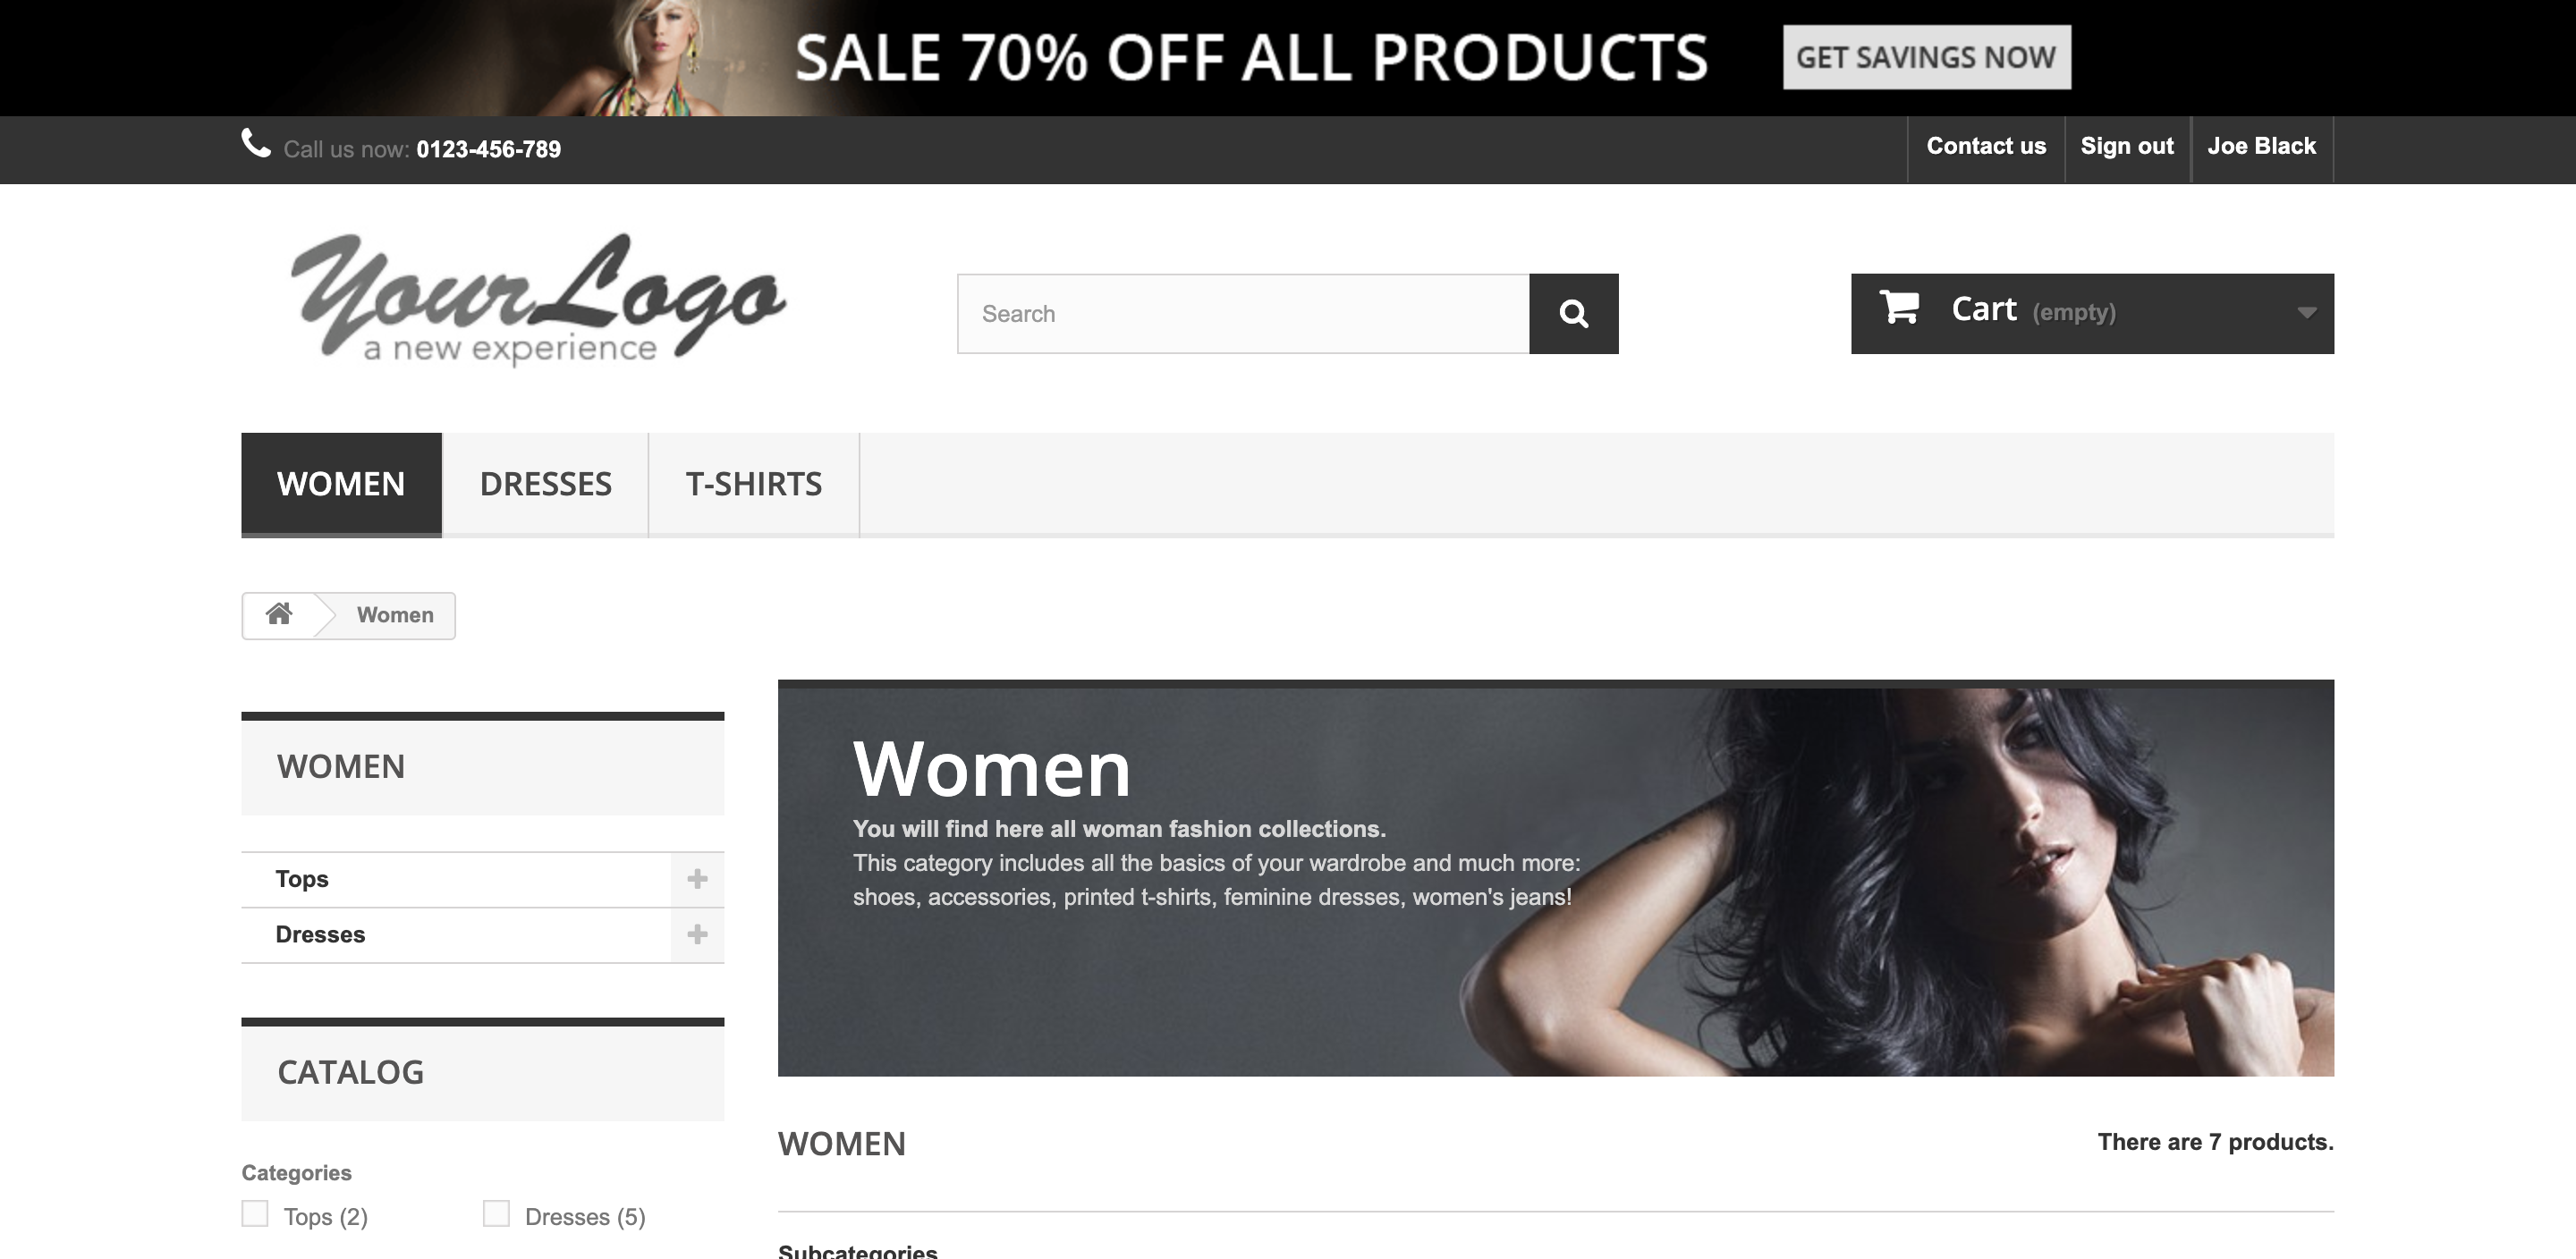 SALE 70% OFF ALL PRODUCTS GET SAVINGS NOW
Call us now: 0123-456-789 Contact us Sign out Joe Black
Your Logo
a new experience
Search
Cart (empty)
WOMEN DRESSES T-SHIRTS
Women
WOMEN
Tops
Dresses
CATALOG
Categories
Tops (2) Dresses (5)
Women
You will find here all woman fashion collections.
This category includes all the basics of your wardrobe and much more:
shoes, accessories, printed t-shirts, feminine dresses, women's jeans!
WOMEN There are 7 products.
Subcategories